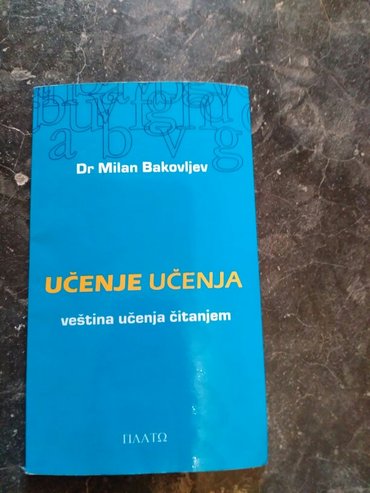 a b v g
Dr Milan Bakovljev
UČENJE UČENJA
veština učenja čitanjem
ΠΛΑΤΩ